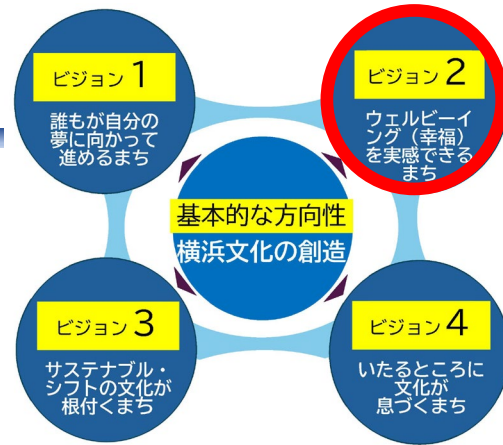 ビジョン 1
誰もが自分の
夢に向かって
進めるまち
ビジョン 2
ウェルビーイ
ング（幸福）
を実感できる
まち
基本的な方向性
横浜文化の創造
ビジョン 3
サステナブル・
シフトの文化が
根付くまち
ビジョン 4
いたるところに
文化が
息づくまち